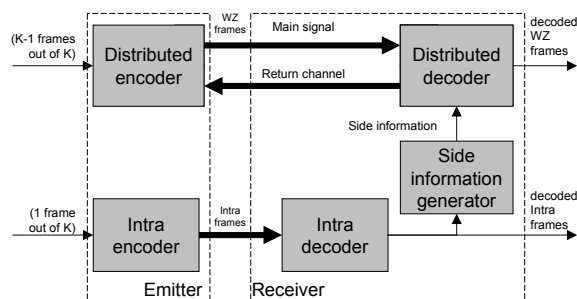 (K-1 frames
out of K)
Distributed
encoder
WZ
frames
Main signal
Return channel
Distributed
decoder
decoded
WZ
frames
Side information
Side
information
generator
(1 frame
out of K)
Intra
encoder
Intra
frames
Intra
decoder
decoded
Intra
frames
Emitter
Receiver